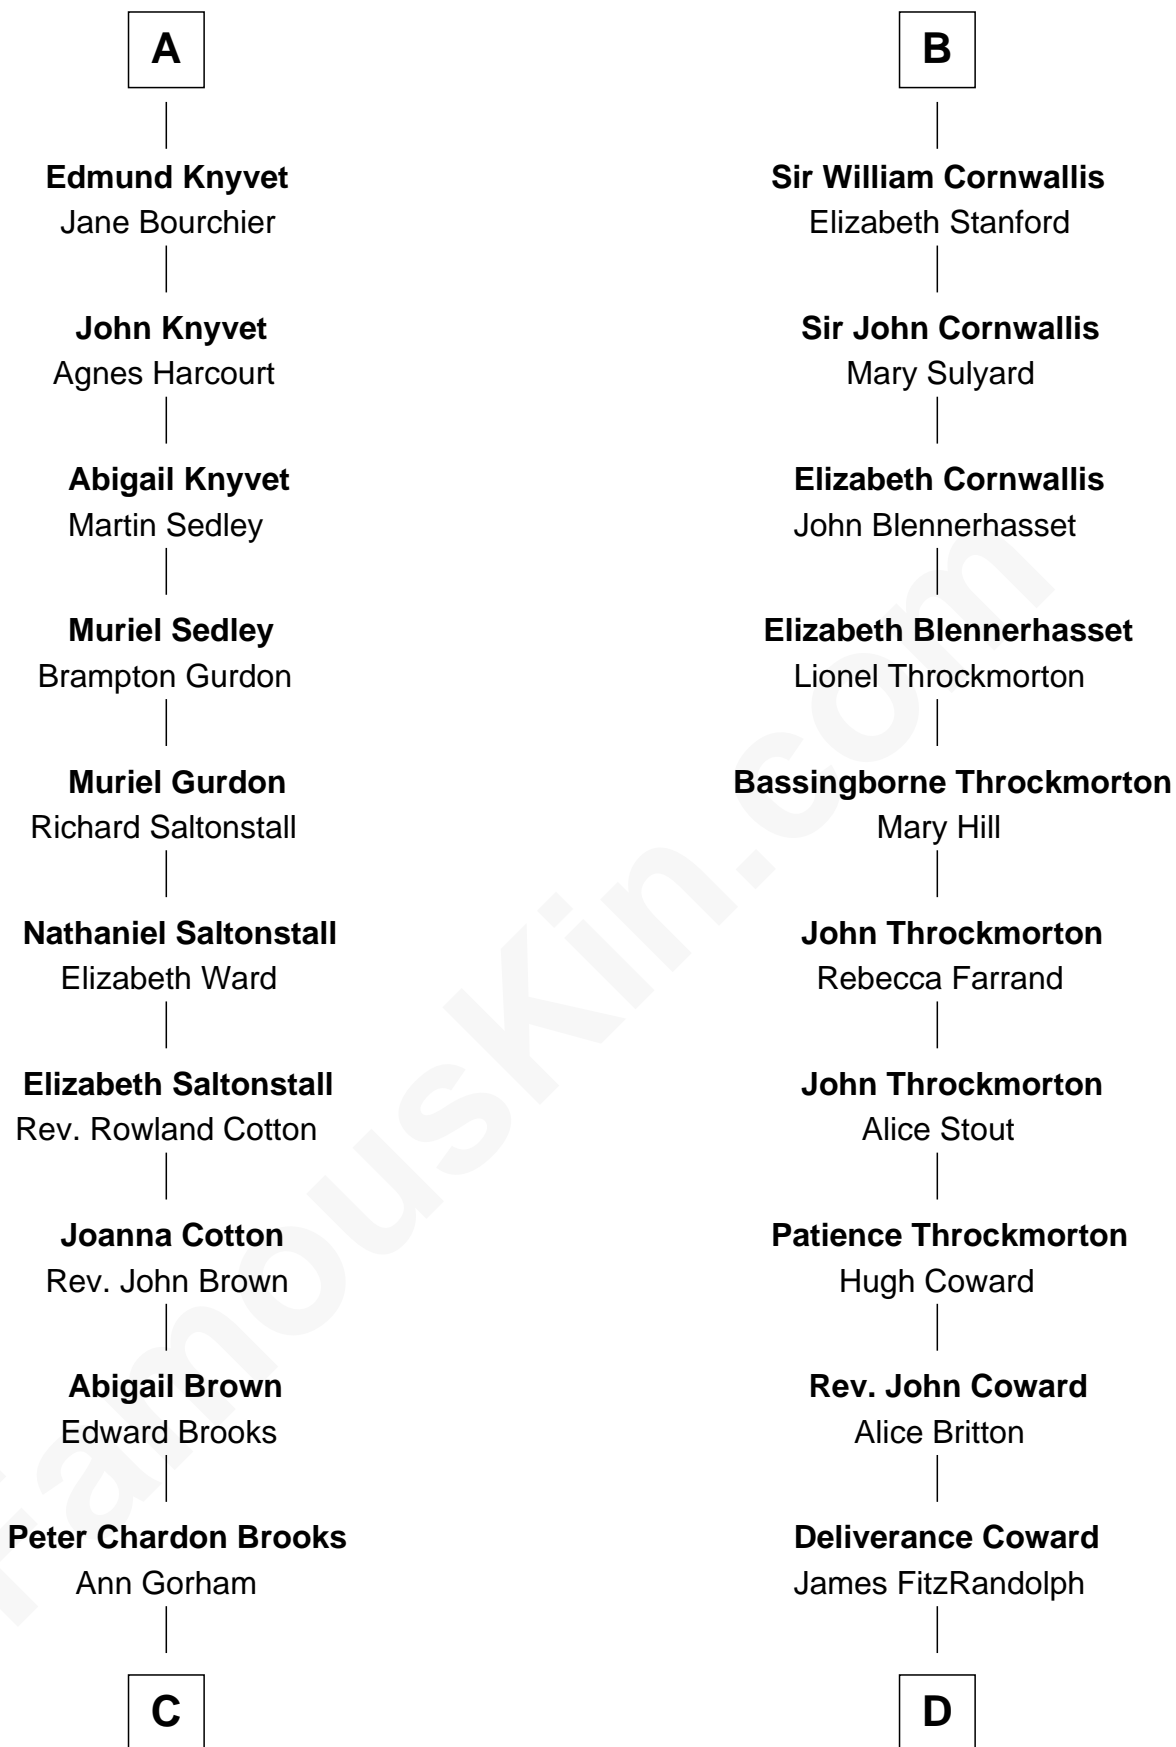 A
Edmund Knyvet
Jane Bourchier
John Knyvet
Agnes Harcourt
Abigail Knyvet
Martin Sedley
Muriel Sedley
Brampton Gurdon
Muriel Gurdon
Richard Saltonstall
Nathaniel Saltonstall
Elizabeth Ward
Elizabeth Saltonstall
Rev. Rowland Cotton
Joanna Cotton
Rev. John Brown
Abigail Brown
Edward Brooks
Peter Chardon Brooks
Ann Gorham
C
B
Sir William Cornwallis
Elizabeth Stanford
Sir John Cornwallis
Mary Sulyard
Elizabeth Cornwallis
John Blennerhasset
Elizabeth Blennerhasset
Lionel Throckmorton
Bassingborne Throckmorton
Mary Hill
John Throckmorton
Rebecca Farrand
John Throckmorton
Alice Stout
Patience Throckmorton
Hugh Coward
Rev. John Coward
Alice Britton
Deliverance Coward
James FitzRandolph
D
FamousKin.com